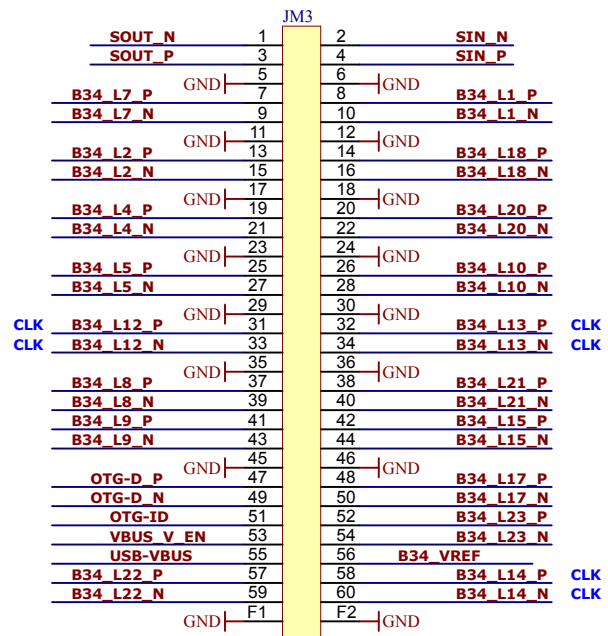 JM3
SOUT_N 1 2 SIN_N
SOUT_P 3 4 SIN_P
GND 5 6 GND
B34_L7_P 7 8 B34_L1_P
B34_L7_N 9 10 B34_L1_N
GND 11 12 GND
B34_L2_P 13 14 B34_L18_P
B34_L2_N 15 16 B34_L18_N
GND 17 18 GND
B34_L4_P 19 20 B34_L20_P
B34_L4_N 21 22 B34_L20_N
GND 23 24 GND
B34_L5_P 25 26 B34_L10_P
B34_L5_N 27 28 B34_L10_N
GND 29 30 GND
CLK B34_L12_P 31 32 B34_L13_P CLK
CLK B34_L12_N 33 34 B34_L13_N CLK
GND 35 36 GND
B34_L8_P 37 38 B34_L21_P
B34_L8_N 39 40 B34_L21_N
B34_L9_P 41 42 B34_L15_P
B34_L9_N 43 44 B34_L15_N
GND 45 46 GND
OTG-D_P 47 48 B34_L17_P
OTG-D_N 49 50 B34_L17_N
OTG-ID 51 52 B34_L23_P
VBUS_V_EN 53 54 B34_L23_N
USB-VBUS 55 56 B34_VREF
B34_L22_P 57 58 B34_L14_P CLK
B34_L22_N 59 60 B34_L14_N CLK
GND F1 F2 GND